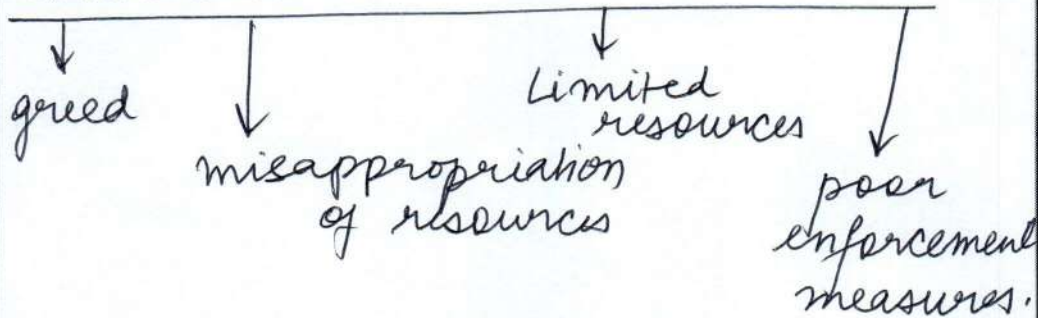 greed
misappropriation
of resources
Limited
resources
poor
enforcement
measures.